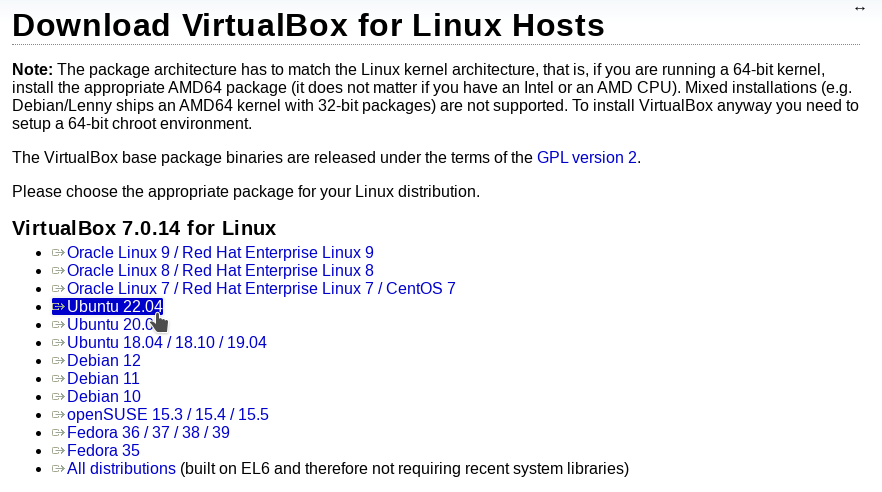 Download VirtualBox for Linux Hosts
Note: The package architecture has to match the Linux kernel architecture, that is, if you are running a 64-bit kernel,
install the appropriate AMD64 package (it does not matter if you have an Intel or an AMD CPU). Mixed installations (e.g.
Debian/Lenny ships an AMD64 kernel with 32-bit packages) are not supported. To install VirtualBox anyway you need to
setup a 64-bit chroot environment.
The VirtualBox base package binaries are released under the terms of the GPL version 2.
Please choose the appropriate package for your Linux distribution.
VirtualBox 7.0.14 for Linux
Oracle Linux 9 / Red Hat Enterprise Linux 9
Oracle Linux 8 / Red Hat Enterprise Linux 8
Oracle Linux 7 / Red Hat Enterprise Linux 7 / CentOS 7
Ubuntu 22.04
Ubuntu 20.0
Ubuntu 18.04 / 18.10 / 19.04
Debian 12
Debian 11
Debian 10
openSUSE 15.3 / 15.4 / 15.5
Fedora 36 / 37 / 38 / 39
Fedora 35
All distributions (built on EL6 and therefore not requiring recent system libraries)